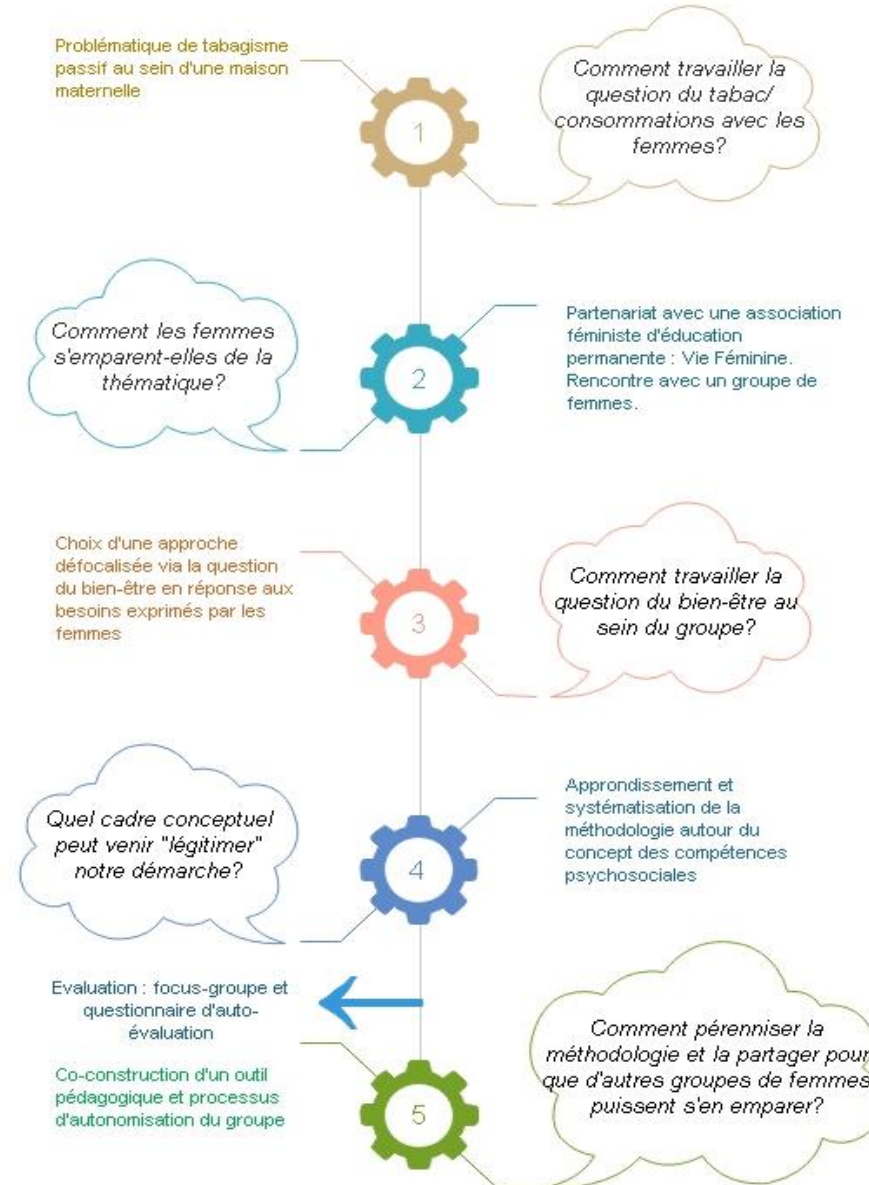 Problématique de tabagisme
passif au sein d'une maison
maternelle
1
Comment travailler la
question du tabac/
consommations avec les
femmes?
Comment les femmes
s'emparent-elles de la
thématique?
2
Partenariat avec une association
féministe d'éducation
permanente : Vie Féminine.
Rencontre avec un groupe de
femmes.
Choix d'une approche
défocalisée via la question
du bien-être en réponse aux
besoins exprimés par les
femmes
3
Comment travailler la
question du bien-être au
sein du groupe?
Quel cadre conceptuel
peut venir "légitimer"
notre démarche?
4
Approndissement et
systématisation de la
méthodologie autour du
concept des compétences
psychosociales
Evaluation : focus-groupe et
questionnaire d'auto-
évaluation
Co-construction d'un outil
pédagogique et processus
d'autonomisation du groupe
5
Comment pérenniser la
méthodologie et la partager pour
que d'autres groupes de femmes
puissent s'en emparer?